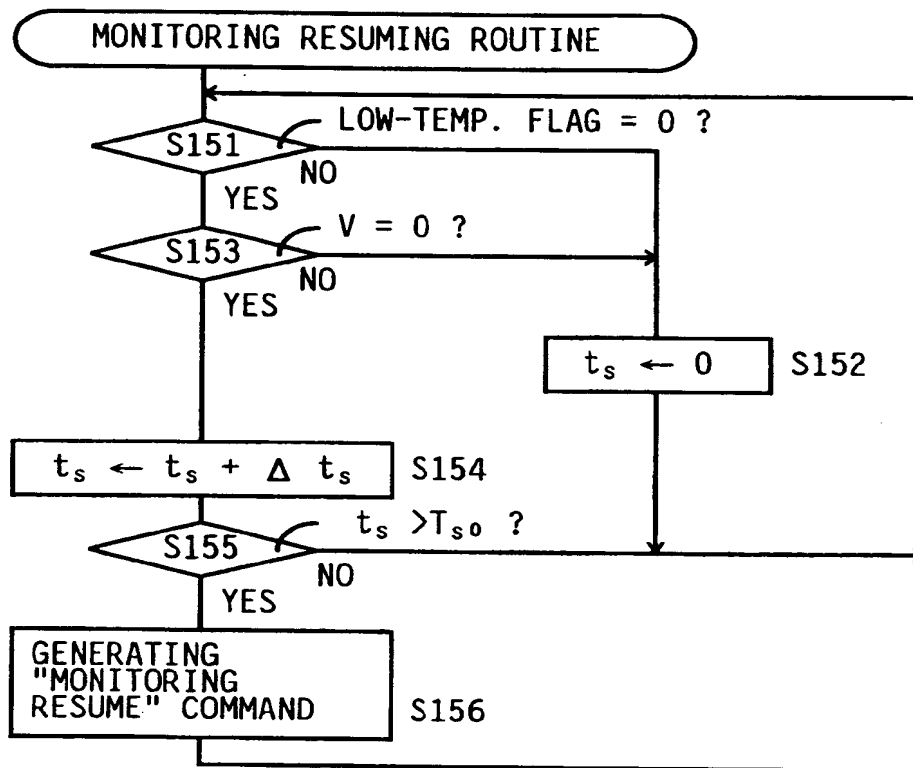 MONITORING RESUMING ROUTINE
LOW-TEMP. FLAG = 0 ?
S151
NO
YES
V = 0 ?
S153
NO
YES
tₛ ← 0
S152
tₛ ← tₛ + Δ tₛ
S154
tₛ >Tₛ₀ ?
S155
NO
YES
GENERATING
"MONITORING
RESUME" COMMAND
S156